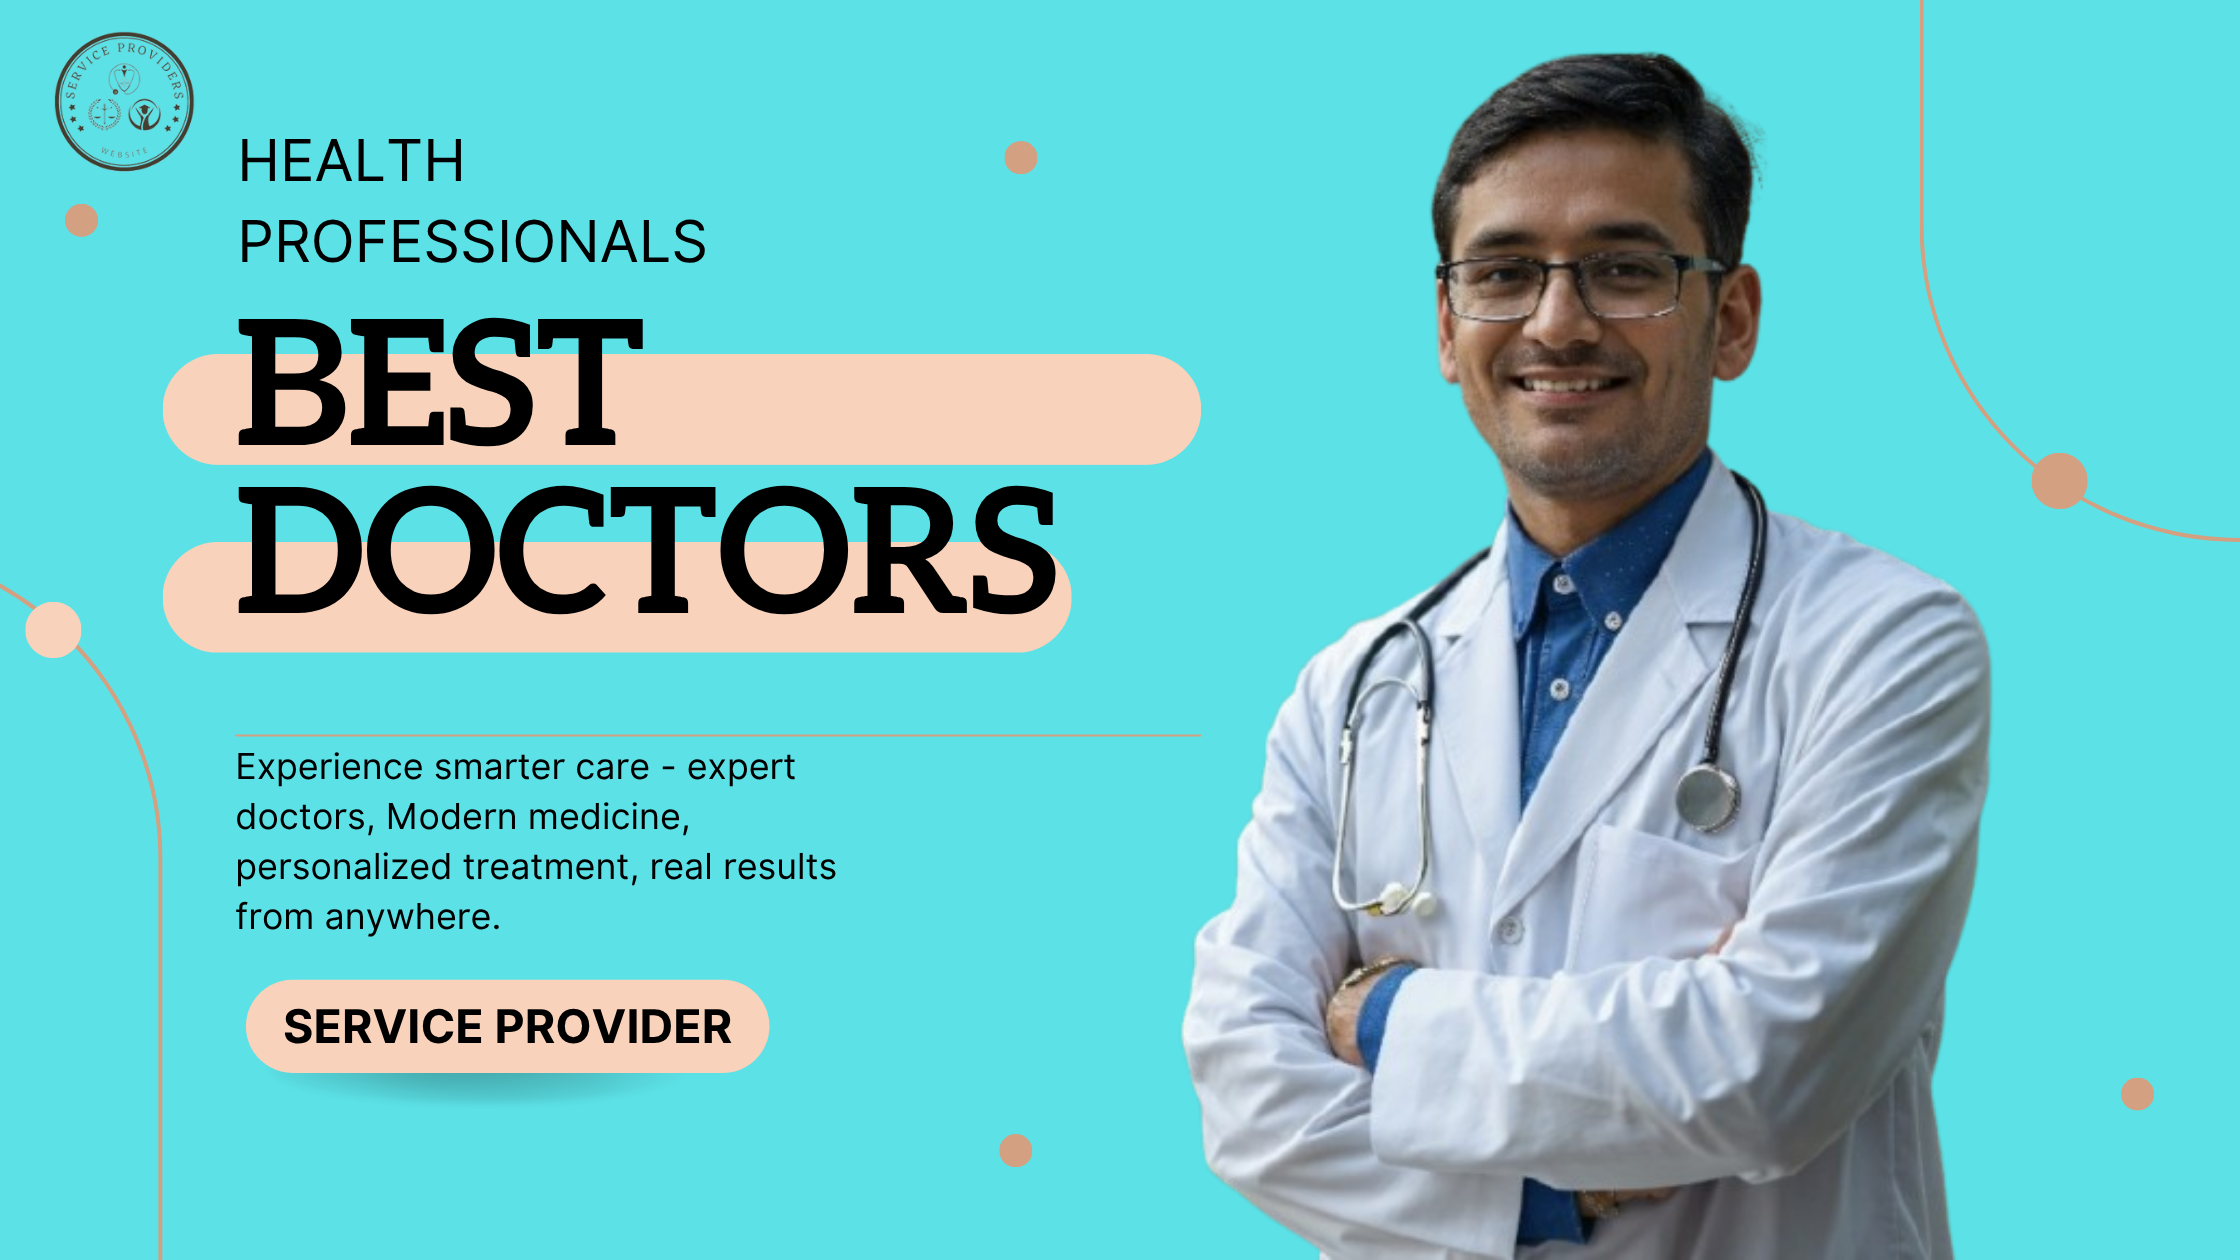 SERVICE PROVIDERS
WEBSITE
HEALTH
PROFESSIONALS
BEST
DOCTORS
Experience smarter care - expert
doctors, Modern medicine,
personalized treatment, real results
from anywhere.
SERVICE PROVIDER